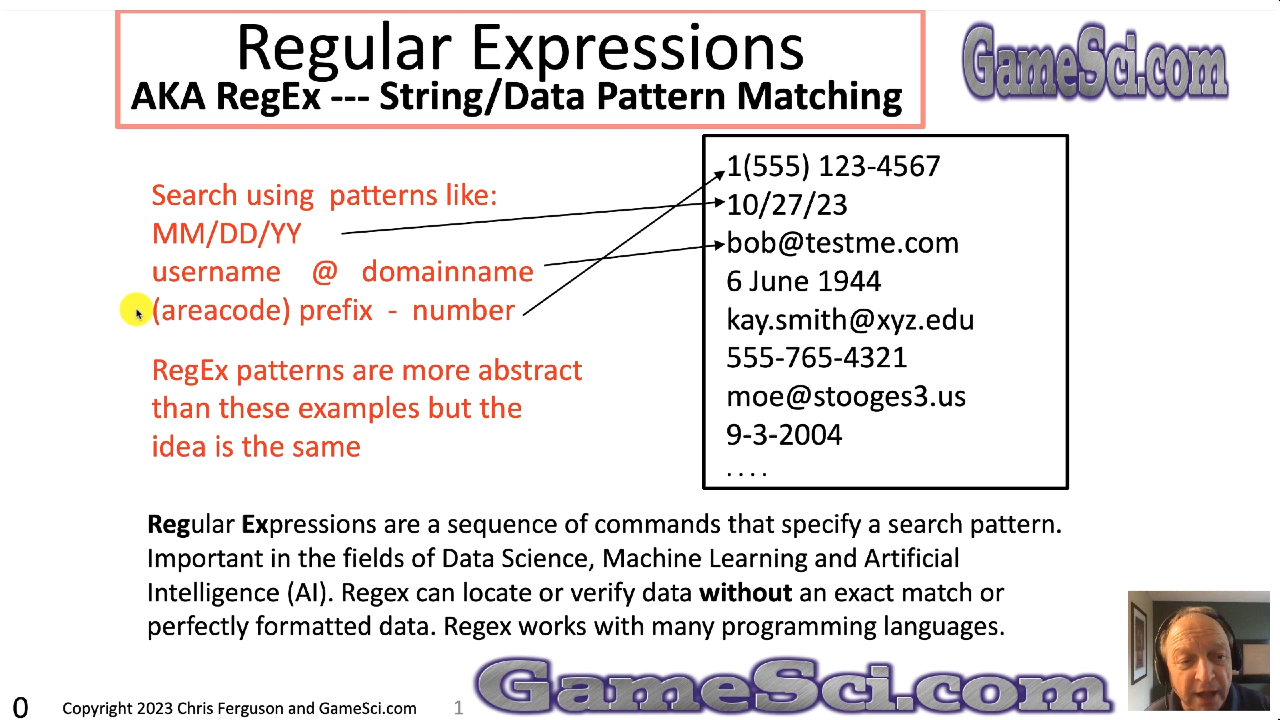 Regular Expressions
AKA RegEx --- String/Data Pattern Matching
GameSci.com
Search using patterns like:
MM/DD/YY
username @ domainname
(areacode) prefix - number
RegEx patterns are more abstract
than these examples but the
idea is the same
1(555) 123-4567
10/27/23
bob@testme.com
6 June 1944
kay.smith@xyz.edu
555-765-4321
moe@stooges3.us
9-3-2004
. . . .
Regular Expressions are a sequence of commands that specify a search pattern.
Important in the fields of Data Science, Machine Learning and Artificial
Intelligence (AI). Regex can locate or verify data without an exact match or
perfectly formatted data. Regex works with many programming languages.
0
Copyright 2023 Chris Ferguson and GameSci.com
1
GameSci.com